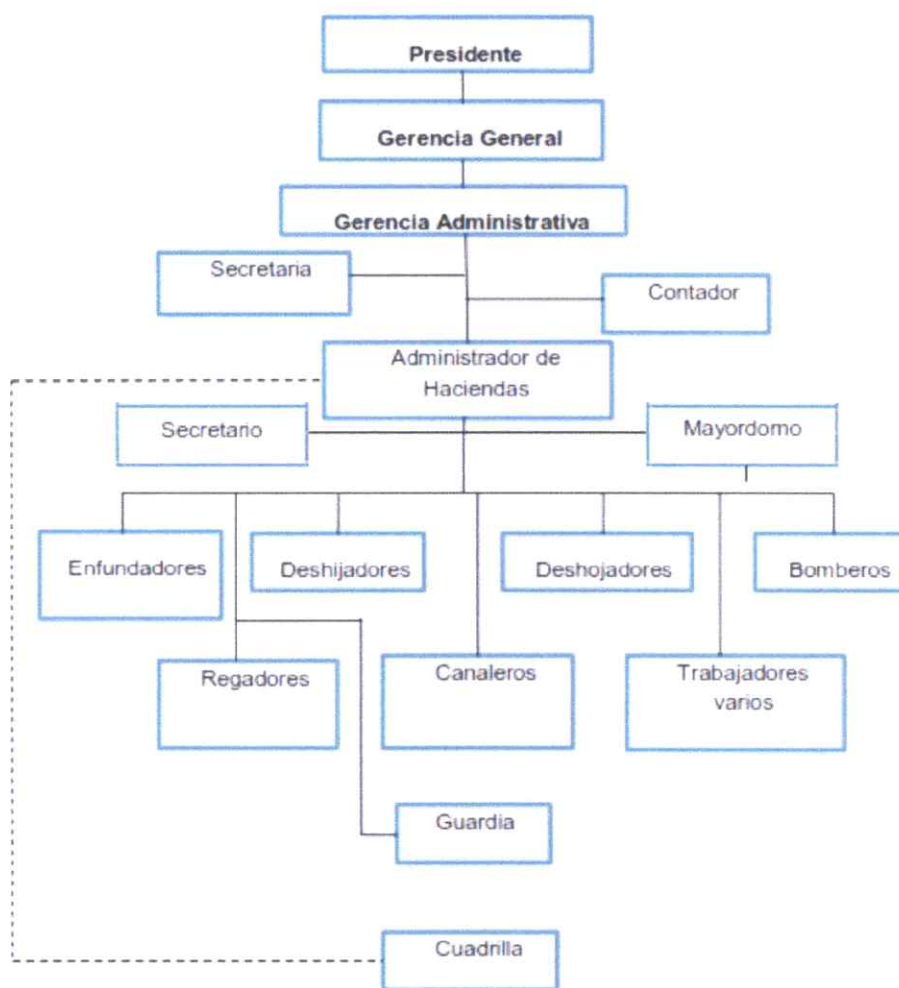 Presidente
Gerencia General
Gerencia Administrativa
Secretaria
Contador
Administrador de
Haciendas
Secretario
Mayordomo
Enfundadores
Deshijadores
Deshojadores
Bomberos
Regadores
Canaleros
Trabajadores
varios
Guardia
Cuadrilla